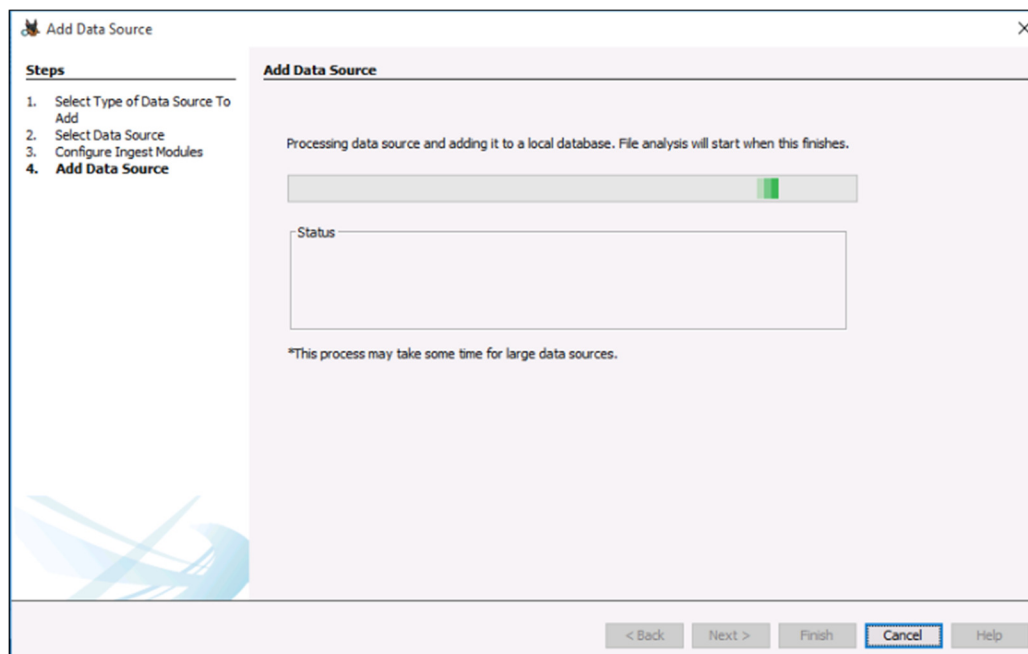 Add Data Source
Steps
1. Select Type of Data Source To
Add
2. Select Data Source
3. Configure Ingest Modules
4. Add Data Source
Add Data Source
Processing data source and adding it to a local database. File analysis will start when this finishes.
Status
*This process may take some time for large data sources.
< Back
Next >
Finish
Cancel
Help